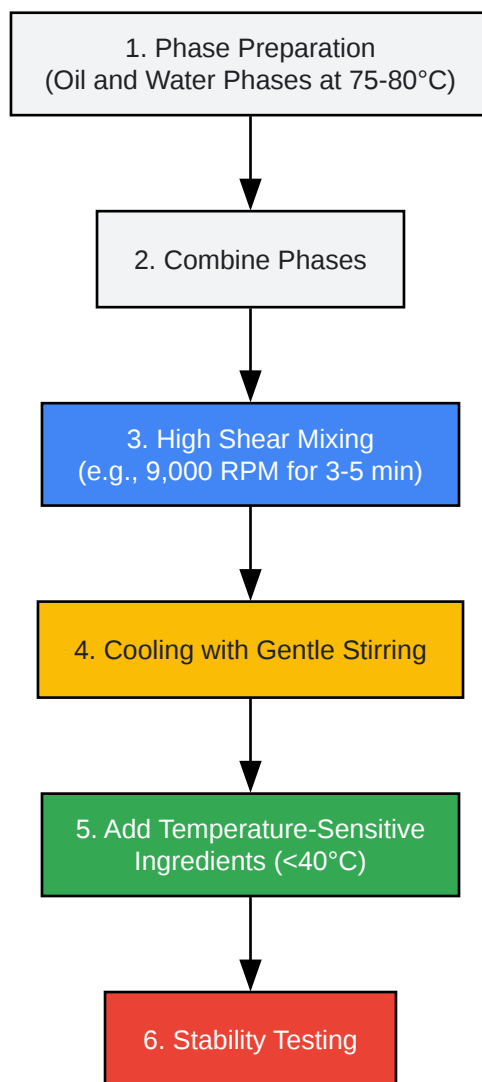 1. Phase Preparation
(Oil and Water Phases at 75-80°C)
2. Combine Phases
3. High Shear Mixing
(e.g., 9,000 RPM for 3-5 min)
4. Cooling with Gentle Stirring
5. Add Temperature-Sensitive
Ingredients (<40°C)
6. Stability Testing